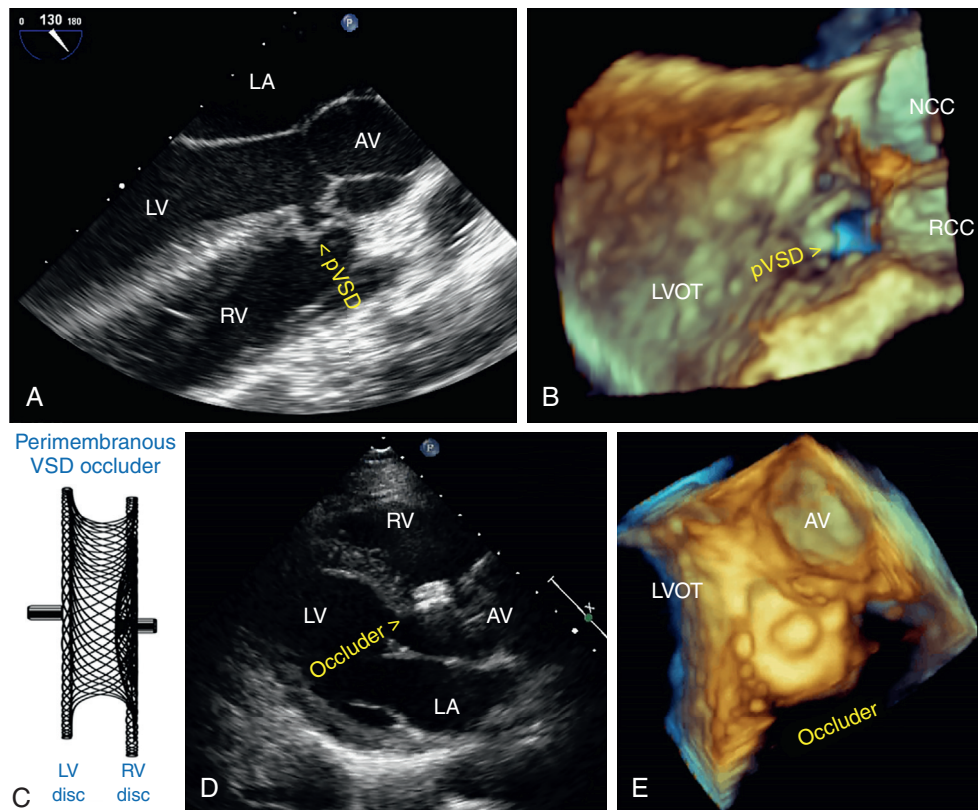 0 130 180
P
LA
AV
LV
< pVSD
RV
A
NCC
RCC
pVSD >
LVOT
B
Perimembranous
VSD occluder
LV
disc
RV
disc
C
P
RV
LV
AV
Occluder >
LA
X
D
AV
LVOT
Occluder
E